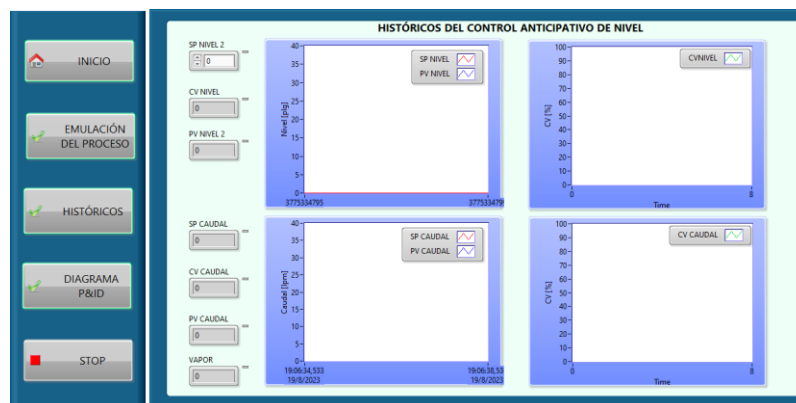 INICIO
EMULACIÓN
DEL PROCESO
HISTÓRICOS
DIAGRAMA
P&ID
STOP
HISTÓRICOS DEL CONTROL ANTICIPATIVO DE NIVEL
SP NIVEL 2
0
CV NIVEL
0
PV NIVEL 2
0
SP CAUDAL
0
CV CAUDAL
0
PV CAUDAL
0
VAPOR
0
Nivel [plg]
40
35
30
25
20
15
10
5
0
3775334795
3775334795
SP NIVEL
PV NIVEL
CV [%]
100
90
80
70
60
50
40
30
20
10
0
0
8
Time
CVNIVEL
Caudal [lpm]
40
35
30
25
20
15
10
5
0
19:06:34,533
19/8/2023
19:06:38,53
19/8/2023
SP CAUDAL
PV CAUDAL
CV [%]
100
90
80
70
60
50
40
30
20
10
0
0
8
Time
CV CAUDAL